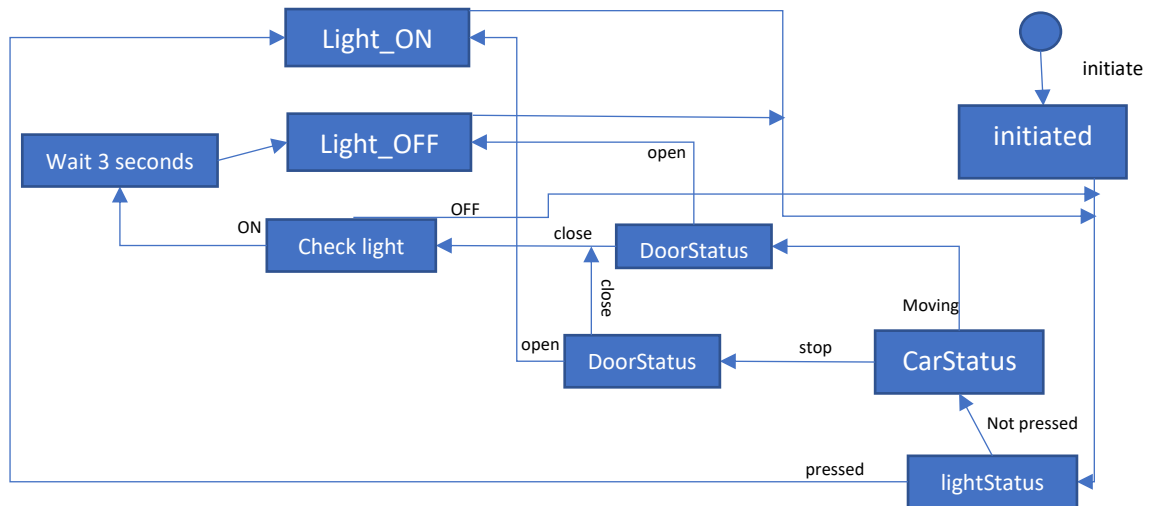 Light_ON
initiate
Light_OFF
initiated
Wait 3 seconds
open
OFF
ON
Check light
close
DoorStatus
close
Moving
open
DoorStatus
stop
CarStatus
Not pressed
pressed
lightStatus